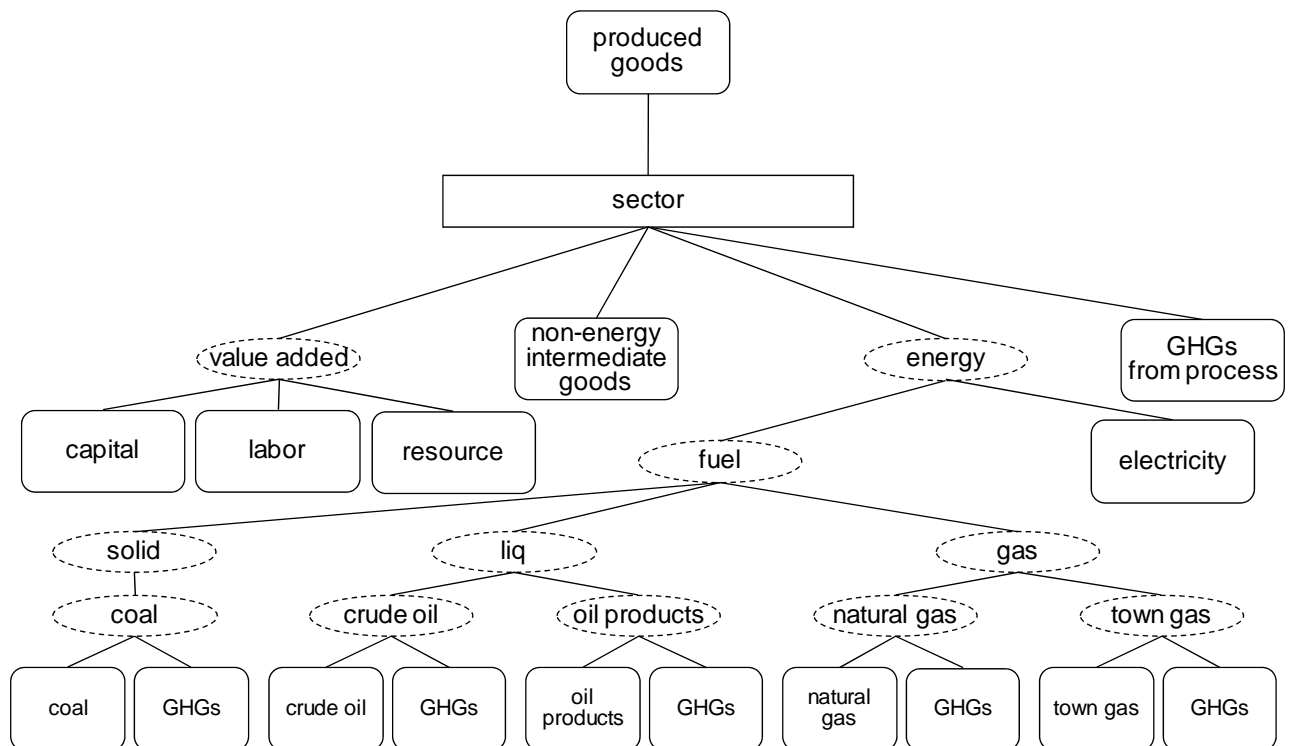 produced
goods
sector
value added
non-energy
intermediate
goods
energy
GHGs
from process
capital
labor
resource
fuel
electricity
solid
liq
gas
coal
crude oil
oil products
natural gas
town gas
coal
GHGs
crude oil
GHGs
oil
products
GHGs
natural
gas
GHGs
town gas
GHGs